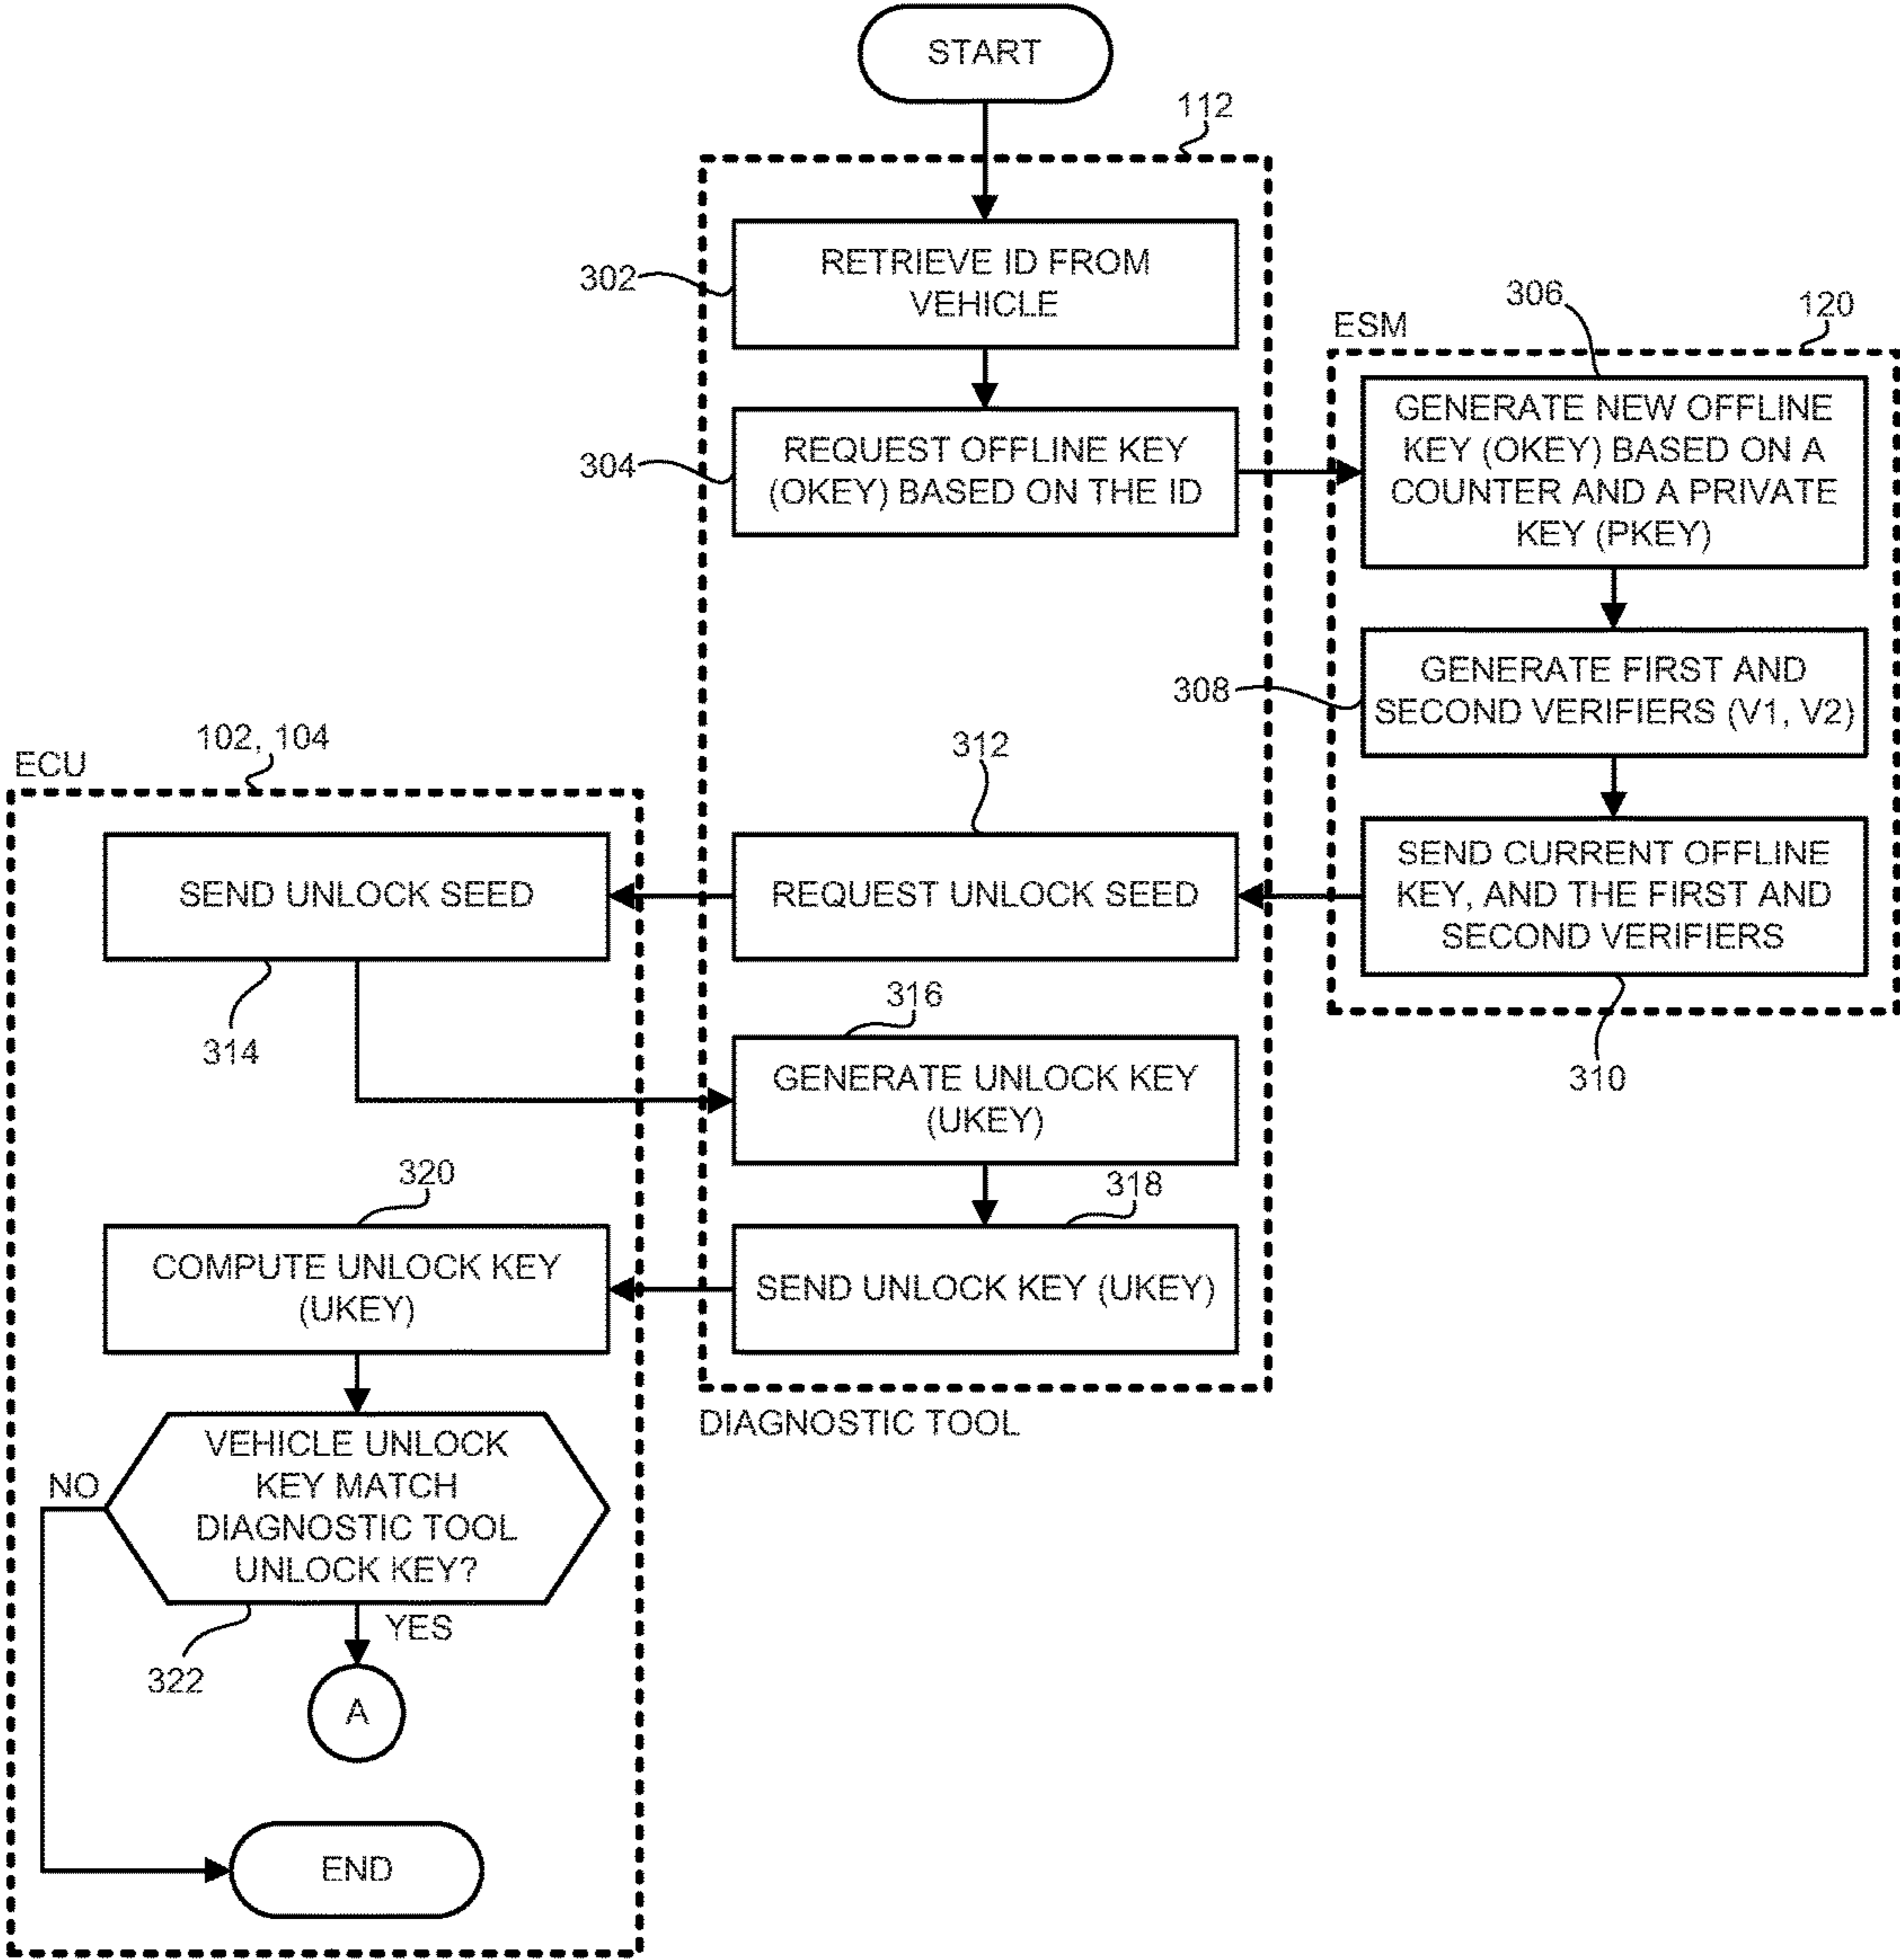 START
112
RETRIEVE ID FROM
VEHICLE
302
REQUEST OFFLINE KEY
(OKEY) BASED ON THE ID
304
ESM
120
306
GENERATE NEW OFFLINE
KEY (OKEY) BASED ON A
COUNTER AND A PRIVATE
KEY (PKEY)
GENERATE FIRST AND
SECOND VERIFIERS (V1, V2)
308
SEND CURRENT OFFLINE
KEY, AND THE FIRST AND
SECOND VERIFIERS
310
312
REQUEST UNLOCK SEED
ECU
102, 104
SEND UNLOCK SEED
314
316
GENERATE UNLOCK KEY
(UKEY)
318
SEND UNLOCK KEY (UKEY)
DIAGNOSTIC TOOL
320
COMPUTE UNLOCK KEY
(UKEY)
VEHICLE UNLOCK
KEY MATCH
DIAGNOSTIC TOOL
UNLOCK KEY?
NO
YES
322
A
END